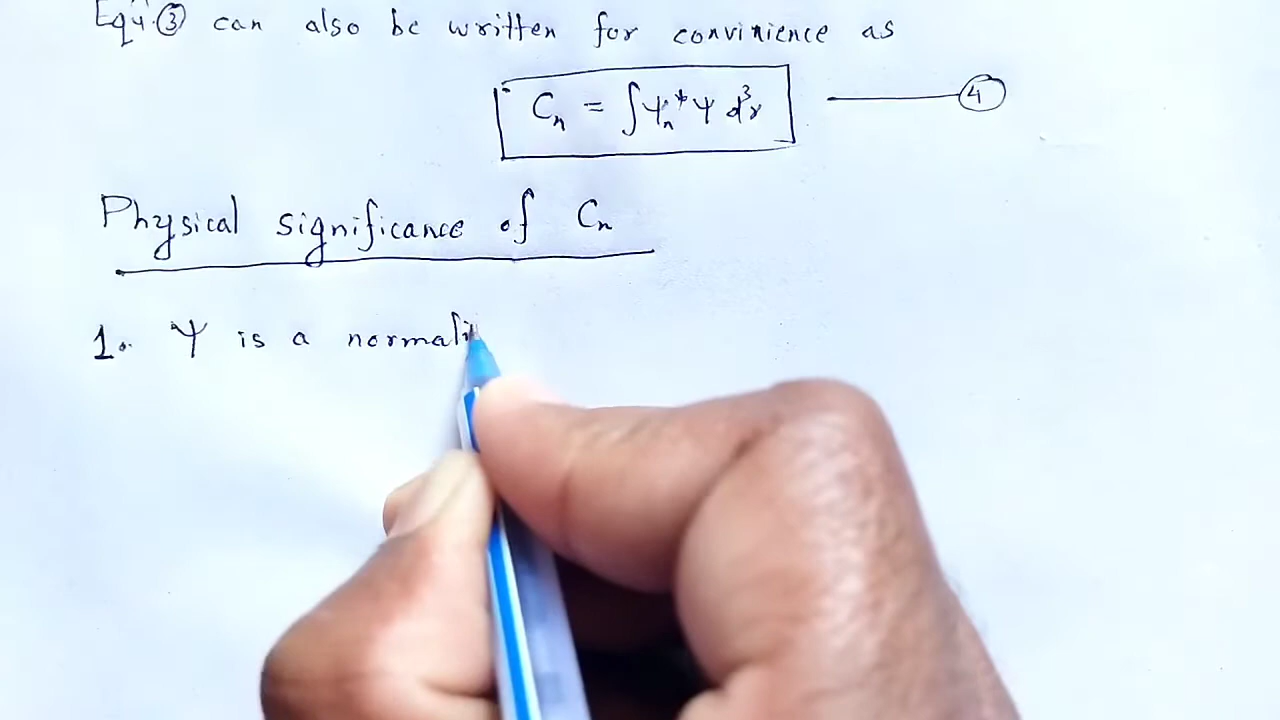 Eqn. ③ can also be written for convinience as
Cₙ = ∫ψₙ*ψ d³r ④
Physical significance of Cₙ
1. Ψ is a normali